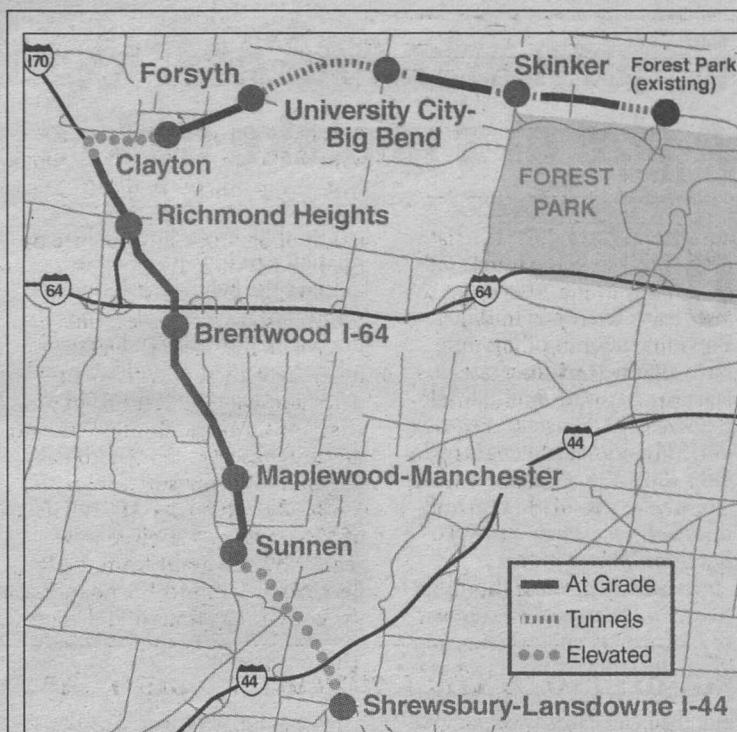 170
Forsyth
Skinker
Forest Park
(existing)
University City-
Big Bend
Clayton
FOREST
PARK
Richmond Heights
64
64
Brentwood I-64
44
Maplewood-Manchester
Sunnen
At Grade
Tunnels
Elevated
44
Shrewsbury-Lansdowne I-44